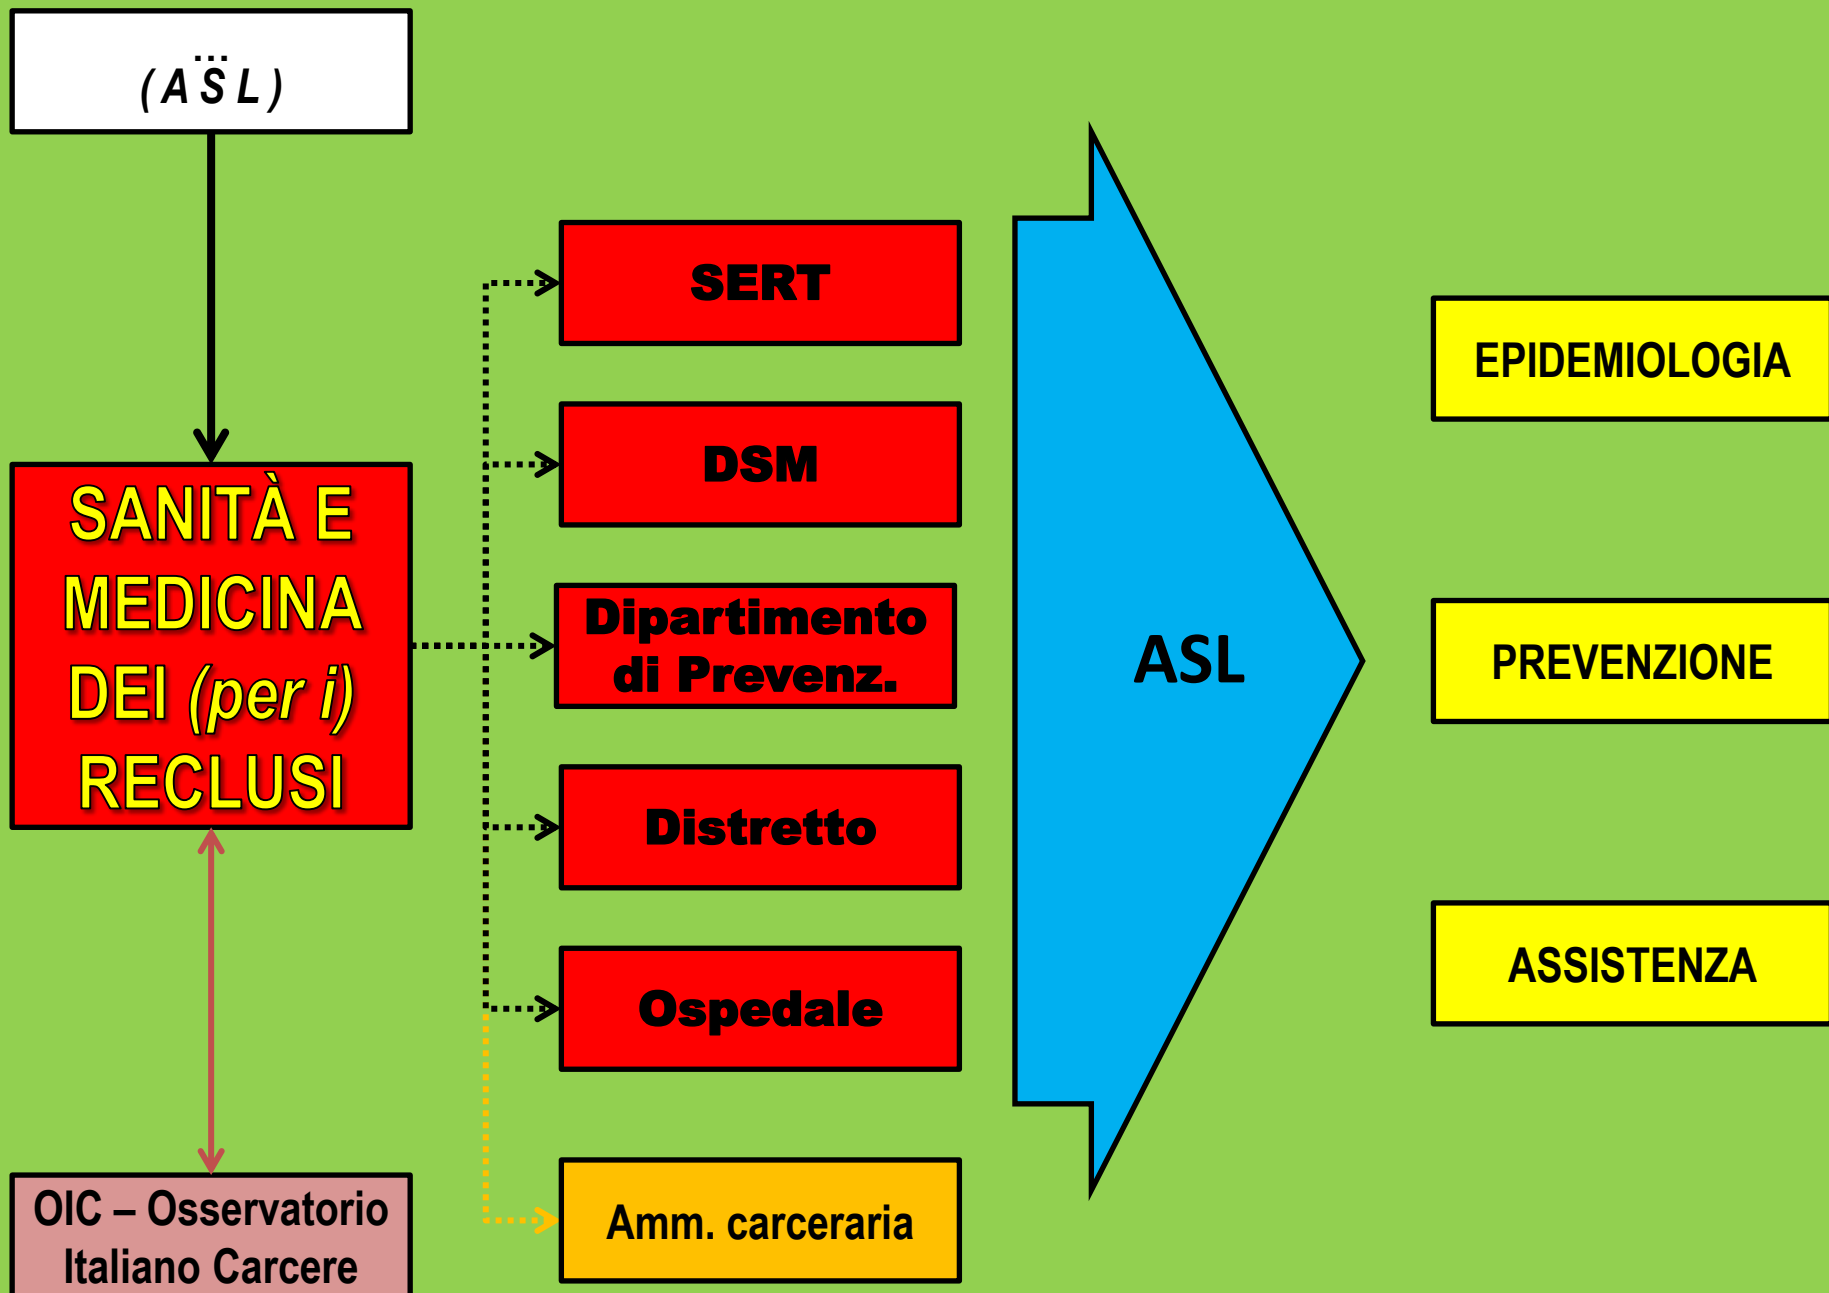 ...
(A S L)
SANITÀ E
MEDICINA
DEI (per i)
RECLUSI
OIC – Osservatorio
Italiano Carcere
SERT
DSM
Dipartimento
di Prevenz.
Distretto
Ospedale
Amm. carceraria
ASL
EPIDEMIOLOGIA
PREVENZIONE
ASSISTENZA